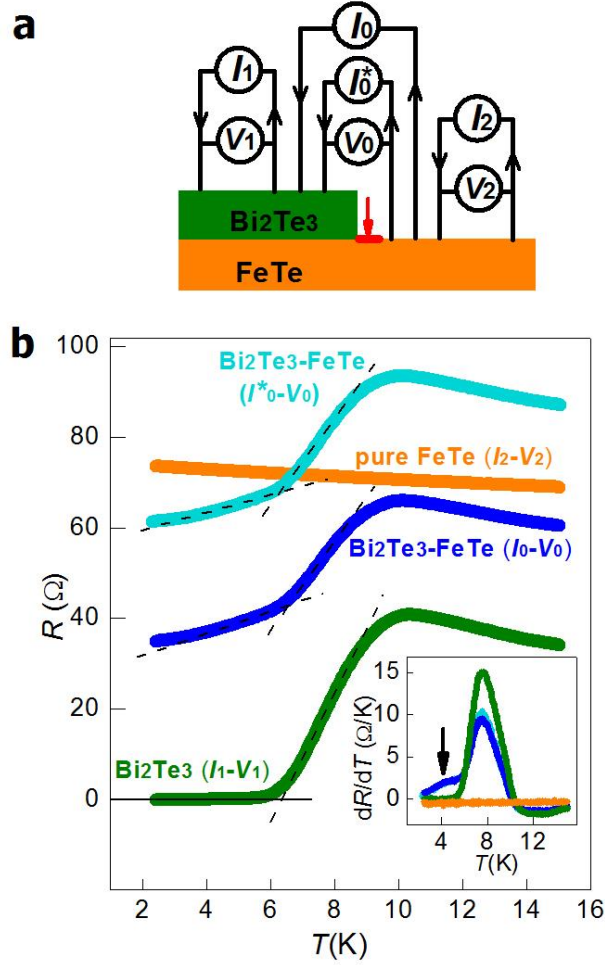 a
I0
I1
I0*
I2
V1
V0
V2
Bi2Te3
FeTe
b
100
80
60
40
20
0
R (Ω)
Bi2Te3-FeTe
(I*0-V0)
pure FeTe (I2-V2)
Bi2Te3-FeTe (I0-V0)
Bi2Te3 (I1-V1)
15
10
5
0
dR/dT (Ω/K)
4 8 12
T(K)
2 4 6 8 10 12 14 16
T(K)